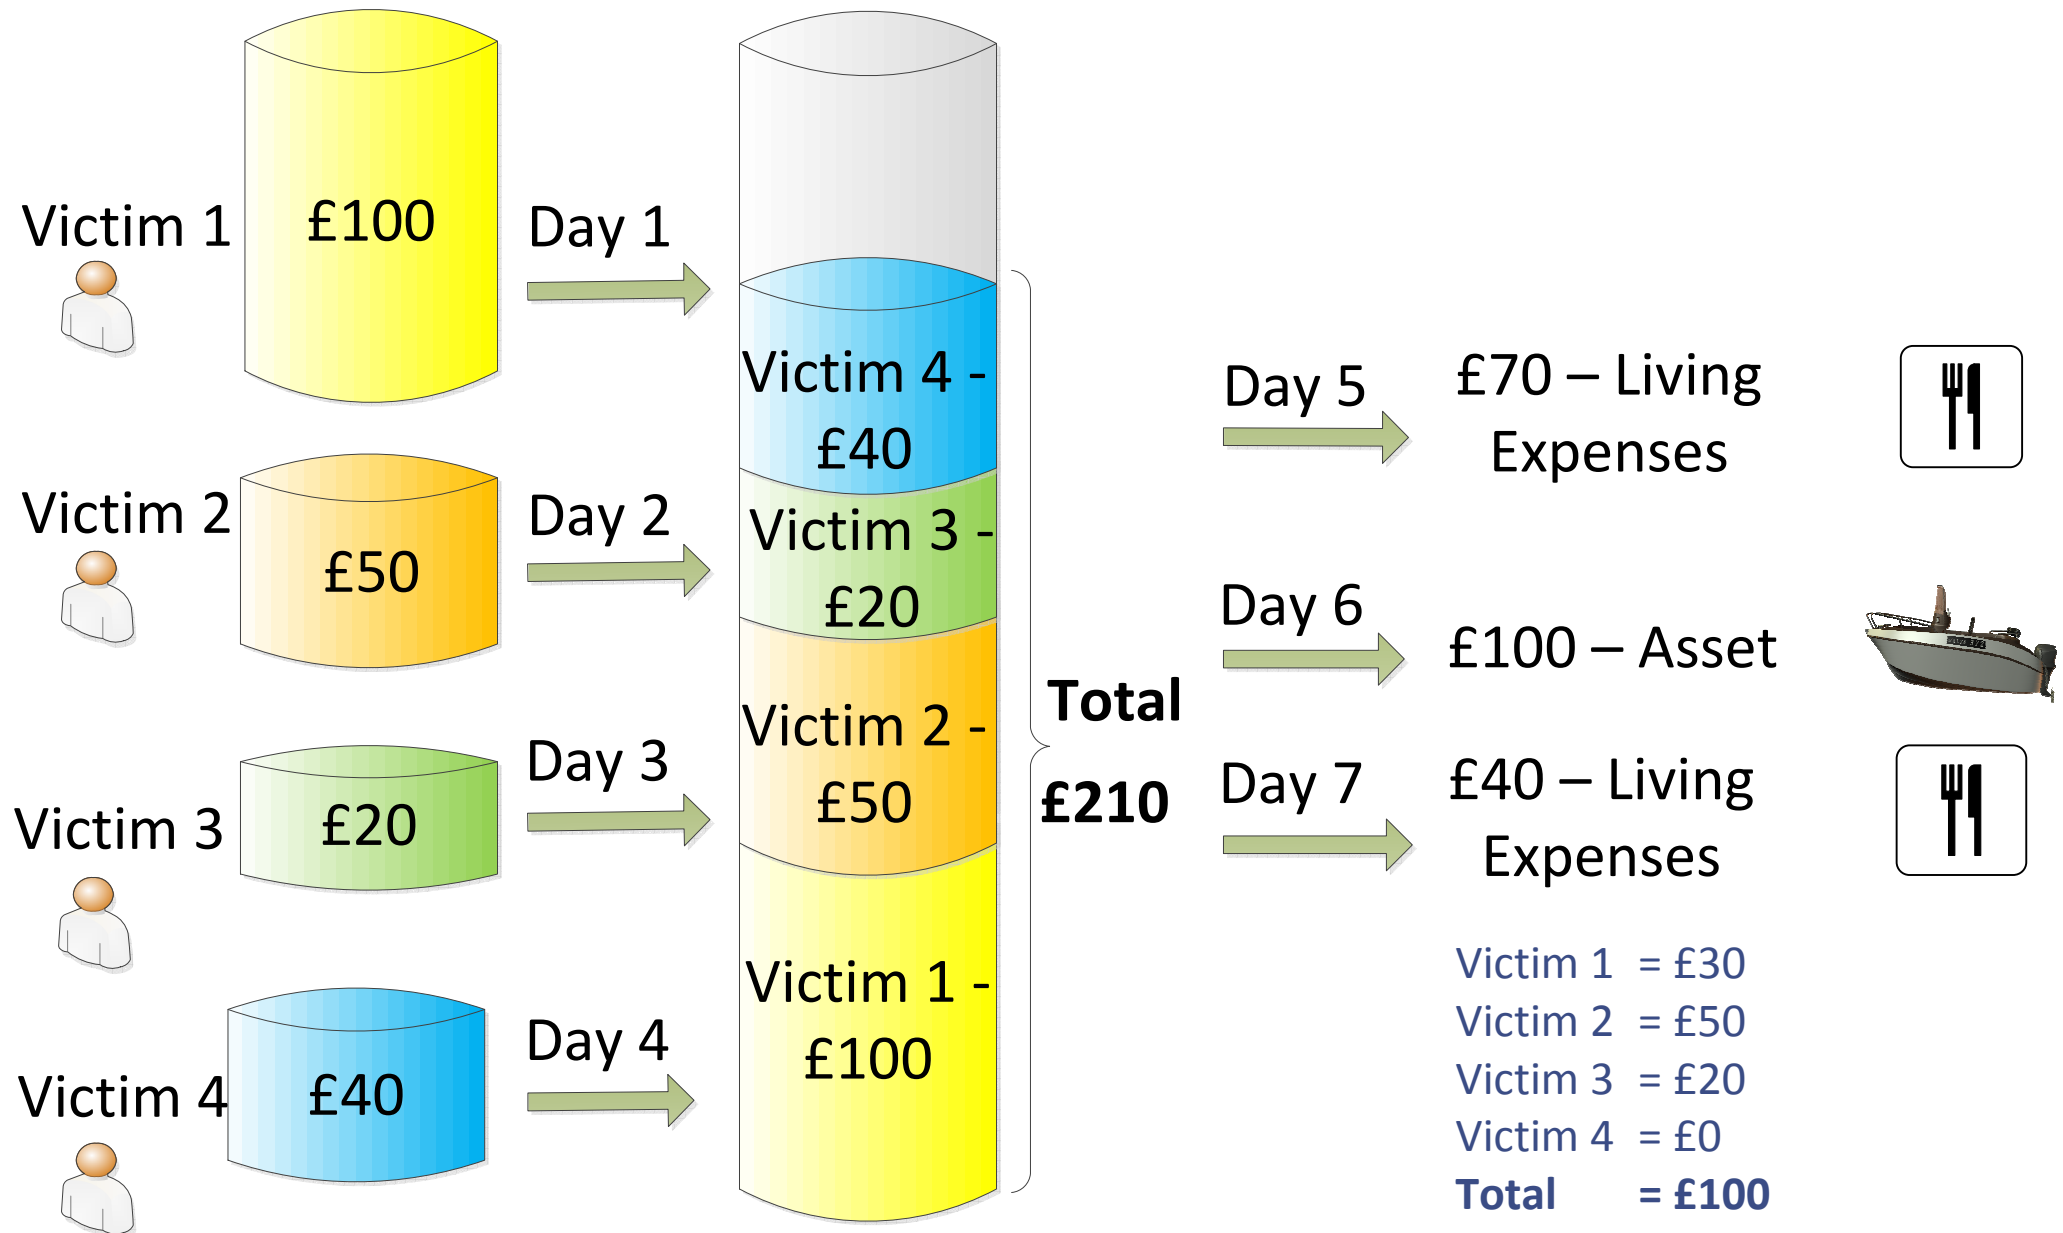 Victim 1
£100
Day 1
Victim 2
£50
Day 2
Victim 3
£20
Day 3
Victim 4
£40
Day 4
Victim 4 -
£40
Victim 3 -
£20
Victim 2 -
£50
Victim 1 -
£100
Total
£210
Day 5
£70 – Living
Expenses
Day 6
£100 – Asset
Day 7
£40 – Living
Expenses
Victim 1 = £30
Victim 2 = £50
Victim 3 = £20
Victim 4 = £0
Total = £100